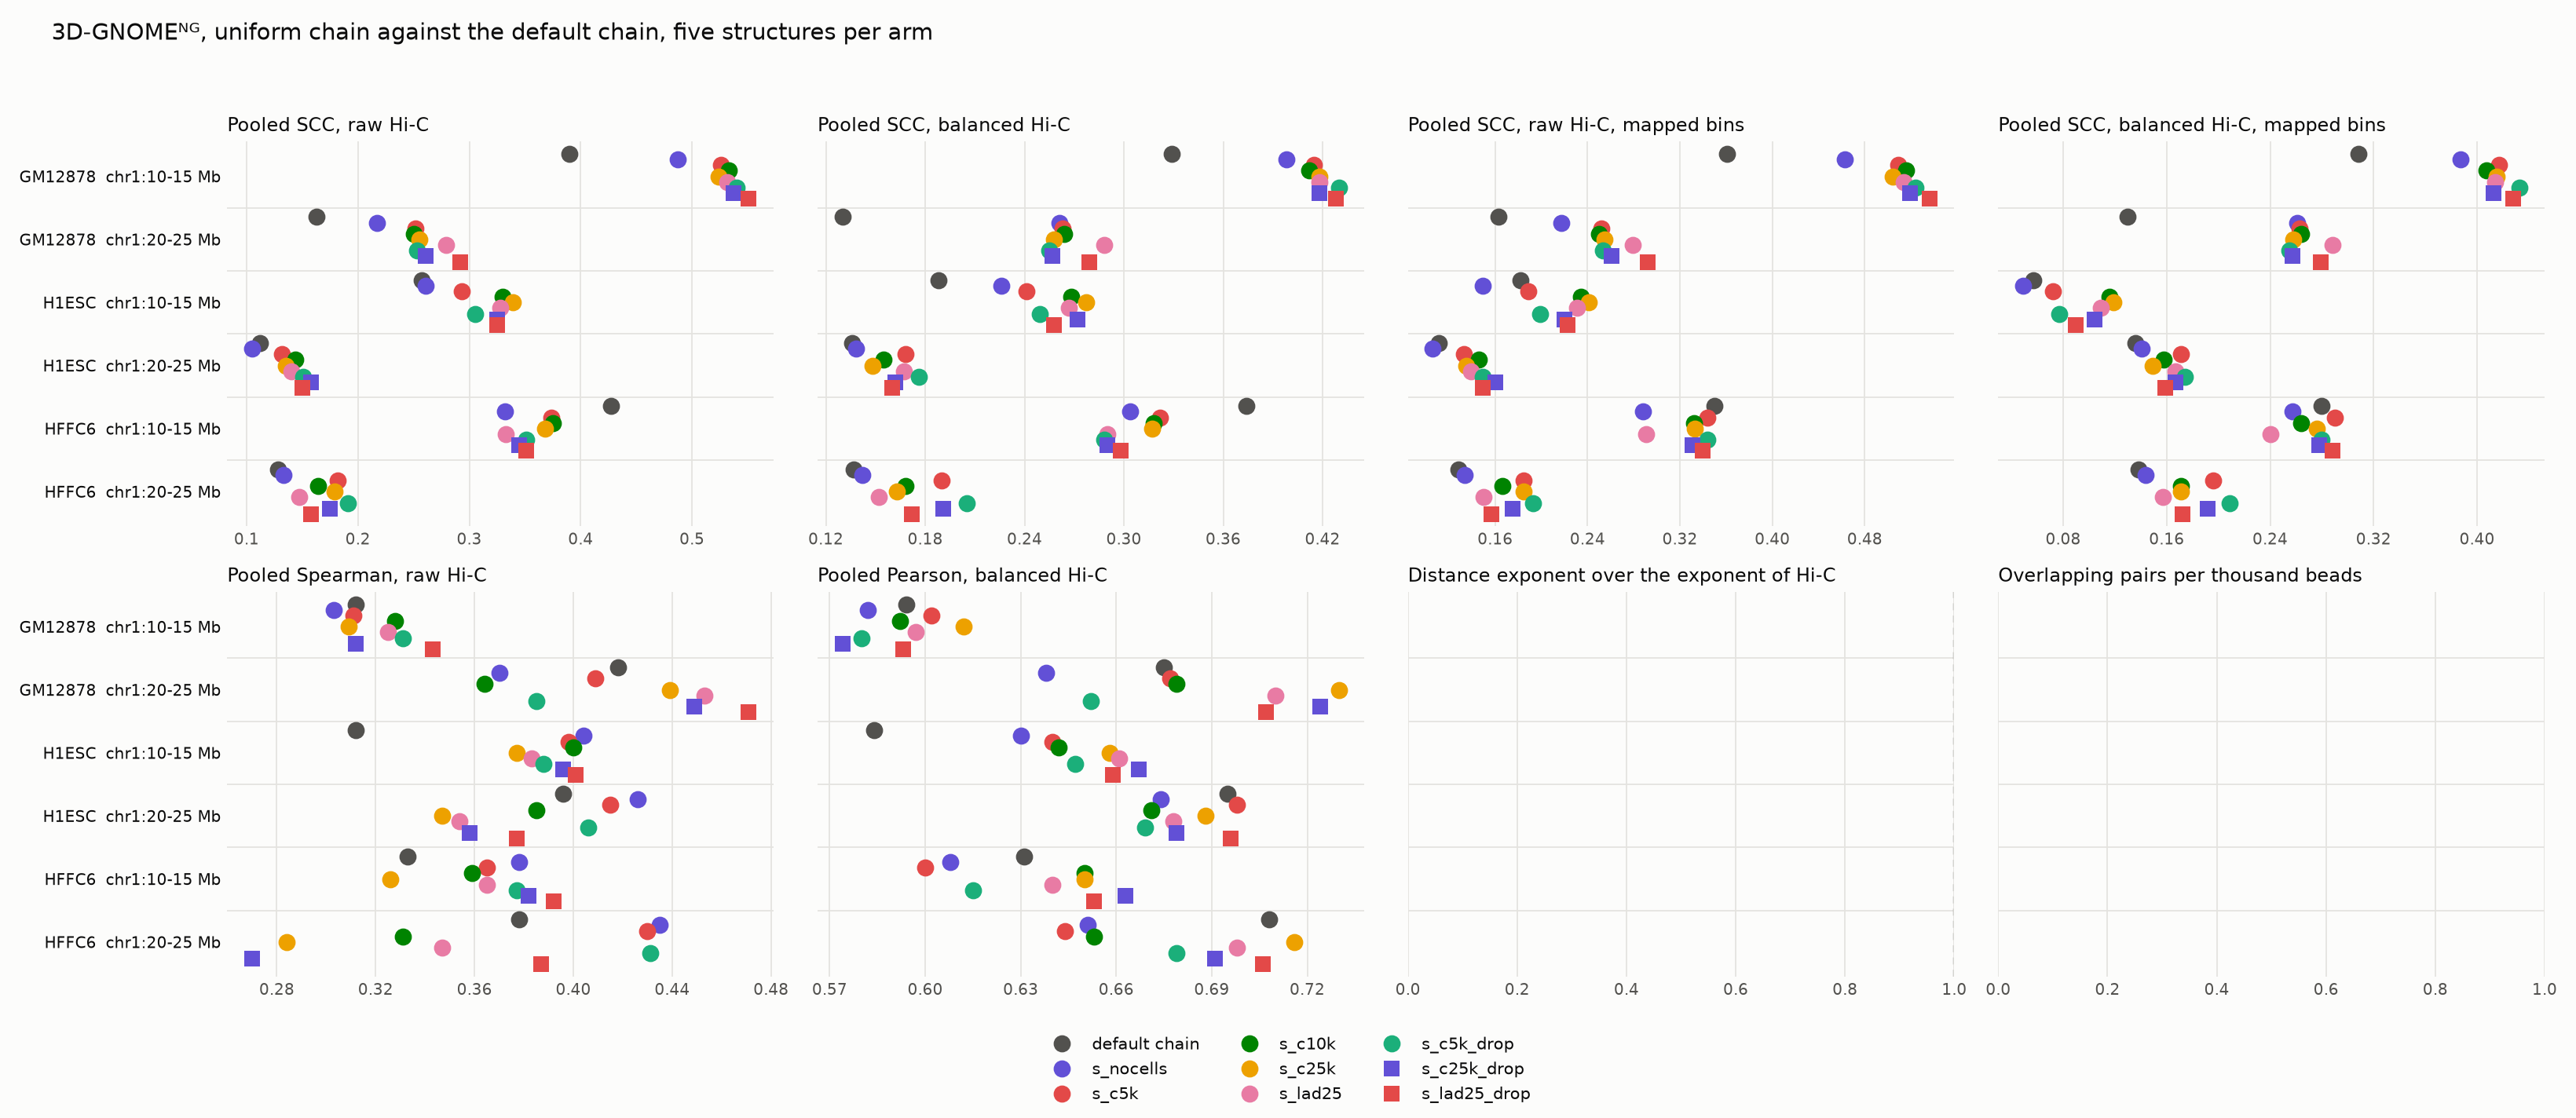 3D-GNOMEᴺᴳ, uniform chain against the default chain, five structures per arm
Pooled SCC, raw Hi-C
Pooled SCC, balanced Hi-C
Pooled SCC, raw Hi-C, mapped bins
Pooled SCC, balanced Hi-C, mapped bins
GM12878 chr1:10-15 Mb
GM12878 chr1:20-25 Mb
H1ESC chr1:10-15 Mb
H1ESC chr1:20-25 Mb
HFFC6 chr1:10-15 Mb
HFFC6 chr1:20-25 Mb
0.1 0.2 0.3 0.4 0.5
0.12 0.18 0.24 0.30 0.36 0.42
0.16 0.24 0.32 0.40 0.48
0.08 0.16 0.24 0.32 0.40
Pooled Spearman, raw Hi-C
Pooled Pearson, balanced Hi-C
Distance exponent over the exponent of Hi-C
Overlapping pairs per thousand beads
GM12878 chr1:10-15 Mb
GM12878 chr1:20-25 Mb
H1ESC chr1:10-15 Mb
H1ESC chr1:20-25 Mb
HFFC6 chr1:10-15 Mb
HFFC6 chr1:20-25 Mb
0.28 0.32 0.36 0.40 0.44 0.48
0.57 0.60 0.63 0.66 0.69 0.72
0.0 0.2 0.4 0.6 0.8 1.0
0.0 0.2 0.4 0.6 0.8 1.0
default chain
s_nocells
s_c5k
s_c10k
s_c25k
s_lad25
s_c5k_drop
s_c25k_drop
s_lad25_drop